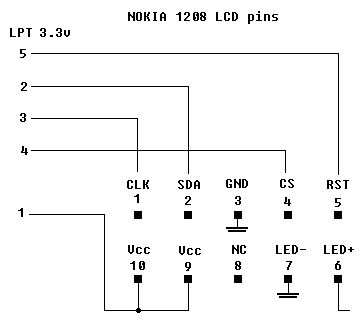 NOKIA 1208 LCD pins
LPT 3.3v
5
2
3
4
CLK SDA GND CS RST
1 2 3 4 5
1
Vcc Vcc NC LED- LED+
10 9 8 7 6